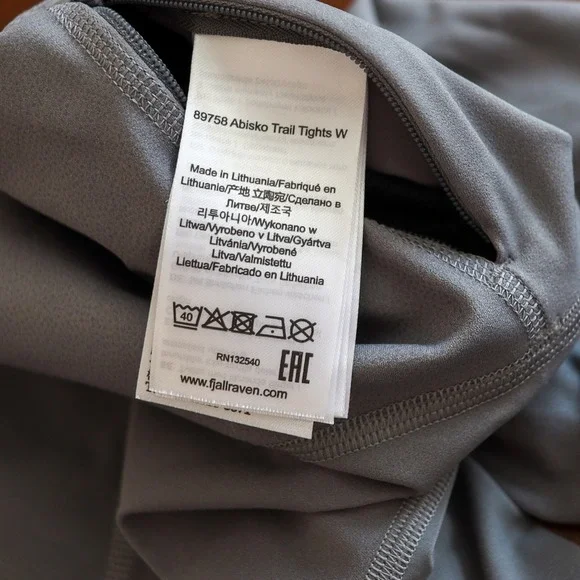 89758 Abisko Trail Tights W
Made in Lithuania/Fabriqué en
Lithuanie/产地 立陶宛/Сделано в
Литве/제조국
리투아니아/Wykonano w
Litwa/Vyrobeno v Litva/Gyártva
Litvánia/Vyrobené
Litva/Valmistettu
Liettua/Fabricado en Lithuania
40
RN132540
EAC
www.fjallraven.com